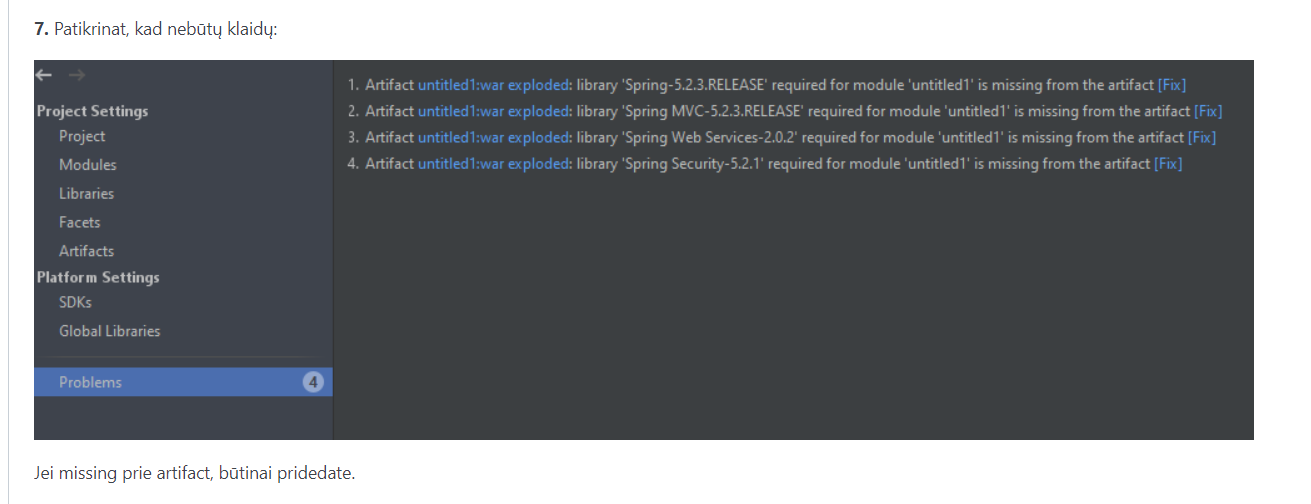 7. Patikrinat, kad nebūtų klaidų:
Project Settings
Project
Modules
Libraries
Facets
Artifacts
Platform Settings
SDKs
Global Libraries
Problems 4
1. Artifact untitled1:war exploded: library 'Spring-5.2.3.RELEASE' required for module 'untitled1' is missing from the artifact [Fix]
2. Artifact untitled1:war exploded: library 'Spring MVC-5.2.3.RELEASE' required for module 'untitled1' is missing from the artifact [Fix]
3. Artifact untitled1:war exploded: library 'Spring Web Services-2.0.2' required for module 'untitled1' is missing from the artifact [Fix]
4. Artifact untitled1:war exploded: library 'Spring Security-5.2.1' required for module 'untitled1' is missing from the artifact [Fix]
Jei missing prie artifact, būtinai pridedate.